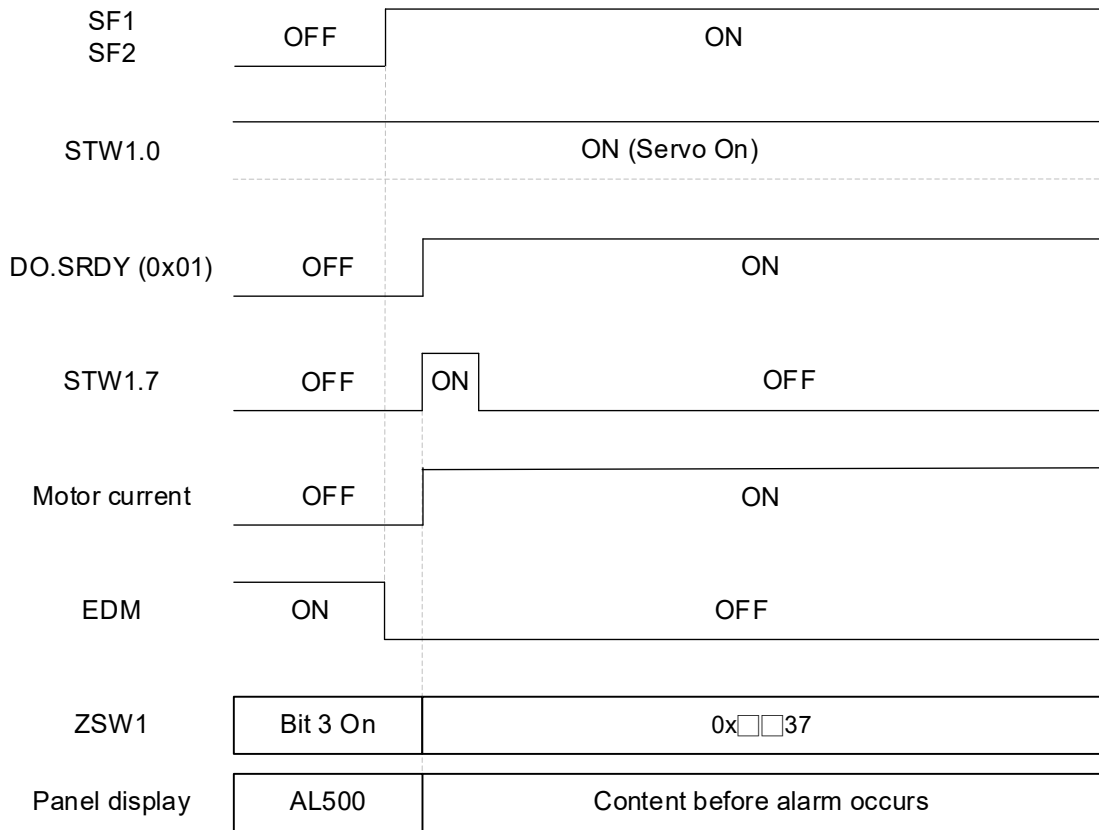 SF1
SF2
OFF
ON
STW1.0
ON (Servo On)
DO.SRDY (0x01)
OFF
ON
STW1.7
OFF
ON
OFF
Motor current
OFF
ON
EDM
ON
OFF
ZSW1
Bit 3 On
0x□□37
Panel display
AL500
Content before alarm occurs